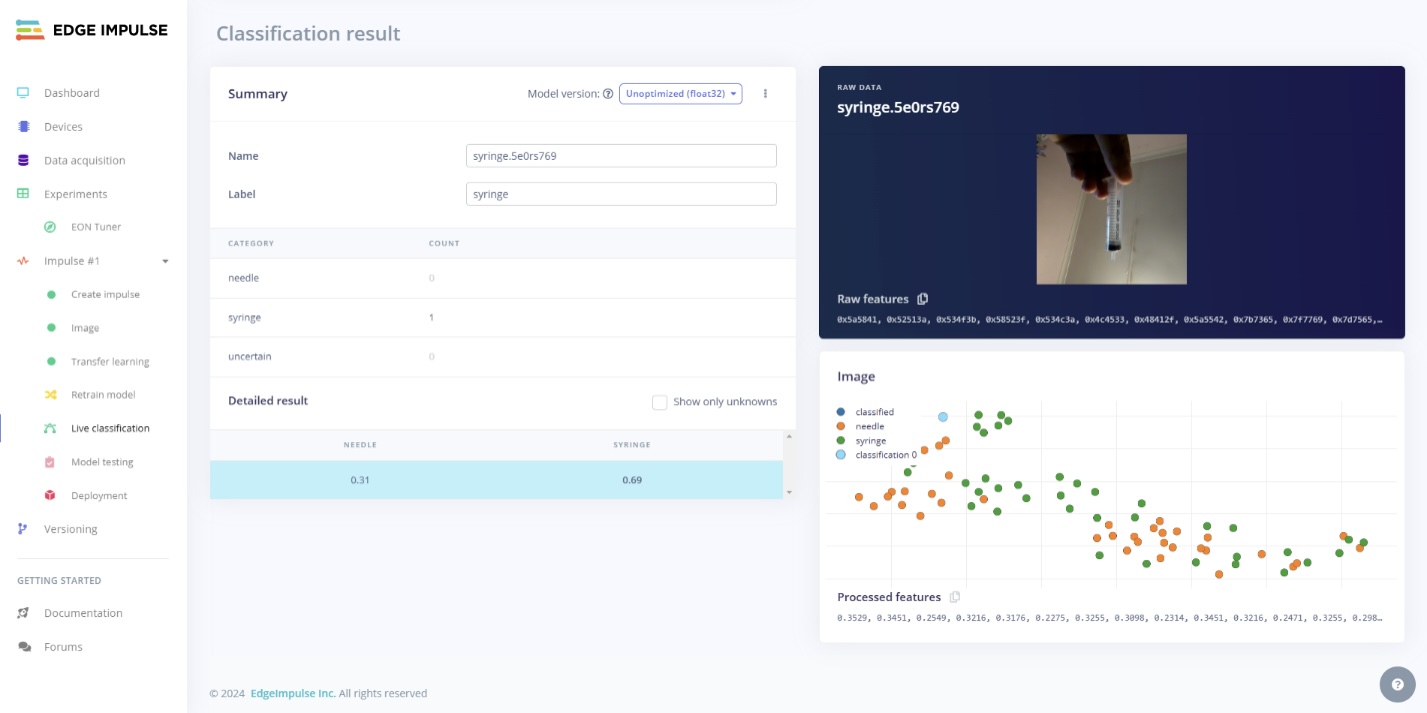 EDGE IMPULSE
Dashboard
Devices
Data acquisition
Experiments
EON Tuner
Impulse #1
Create impulse
Image
Transfer learning
Retrain model
Live classification
Model testing
Deployment
Versioning
GETTING STARTED
Documentation
Forums
Classification result
Summary
Model version: Unoptimized (float32)
Name syringe.5e0rs769
Label syringe
CATEGORY COUNT
needle 0
syringe 1
uncertain 0
Detailed result Show only unknowns
NEEDLE SYRINGE
0.31 0.69
RAW DATA
syringe.5e0rs769
Raw features
0x5a5841, 0x52513a, 0x534f3b, 0x58523f, 0x534c3a, 0x4c4533, 0x48412f, 0x5a5542, 0x7b7365, 0x7f7769, 0x7d7565,…
Image
classified
needle
syringe
classification 0
Processed features
0.3529, 0.3451, 0.2549, 0.3216, 0.3176, 0.2275, 0.3255, 0.3098, 0.2314, 0.3451, 0.3216, 0.2471, 0.3255, 0.298…
© 2024 EdgeImpulse Inc. All rights reserved